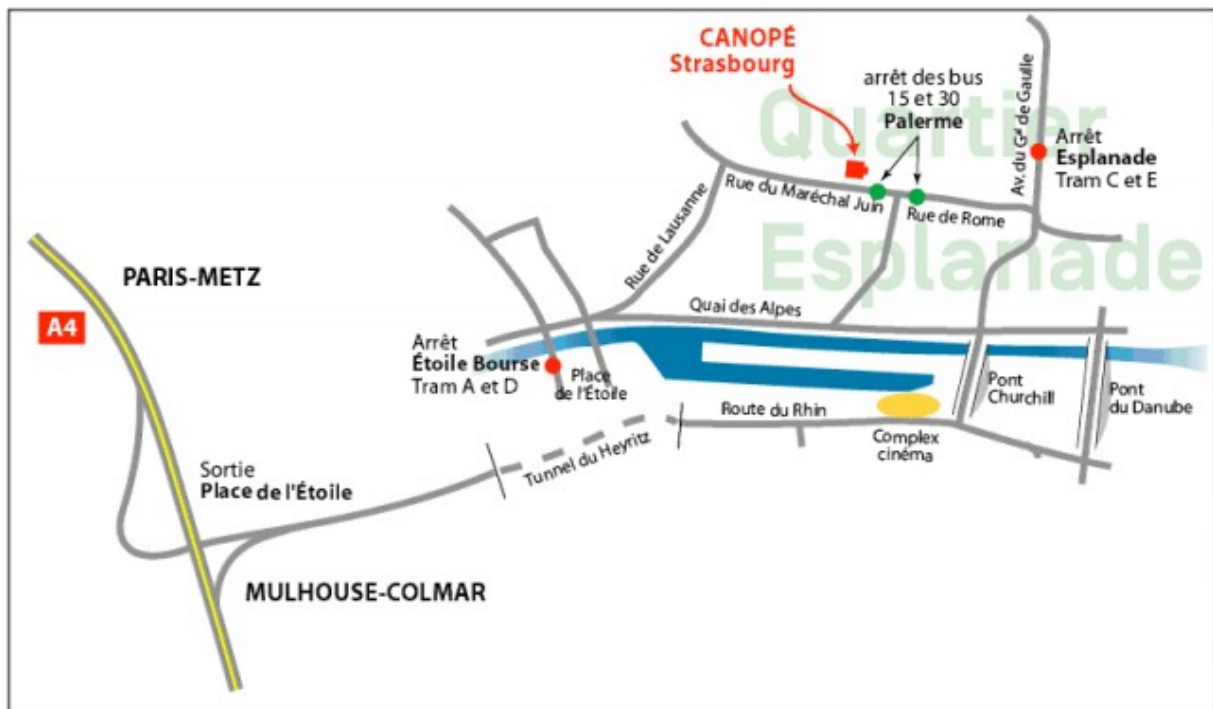 CANOPÉ
Strasbourg
arrêt des bus
15 et 30
Palerme
Quartier
Esplanade
Av. du Gal de Gaulle
Arrêt
Esplanade
Tram C et E
Rue du Maréchal Juin
Rue de Rome
Rue de Lausanne
PARIS-METZ
A4
Quai des Alpes
Arrêt
Étoile Bourse
Tram A et D
Place
de l'Étoile
Pont
Churchill
Pont
du Danube
Route du Rhin
Complex
cinéma
Tunnel du Heyritz
Sortie
Place de l'Étoile
MULHOUSE-COLMAR